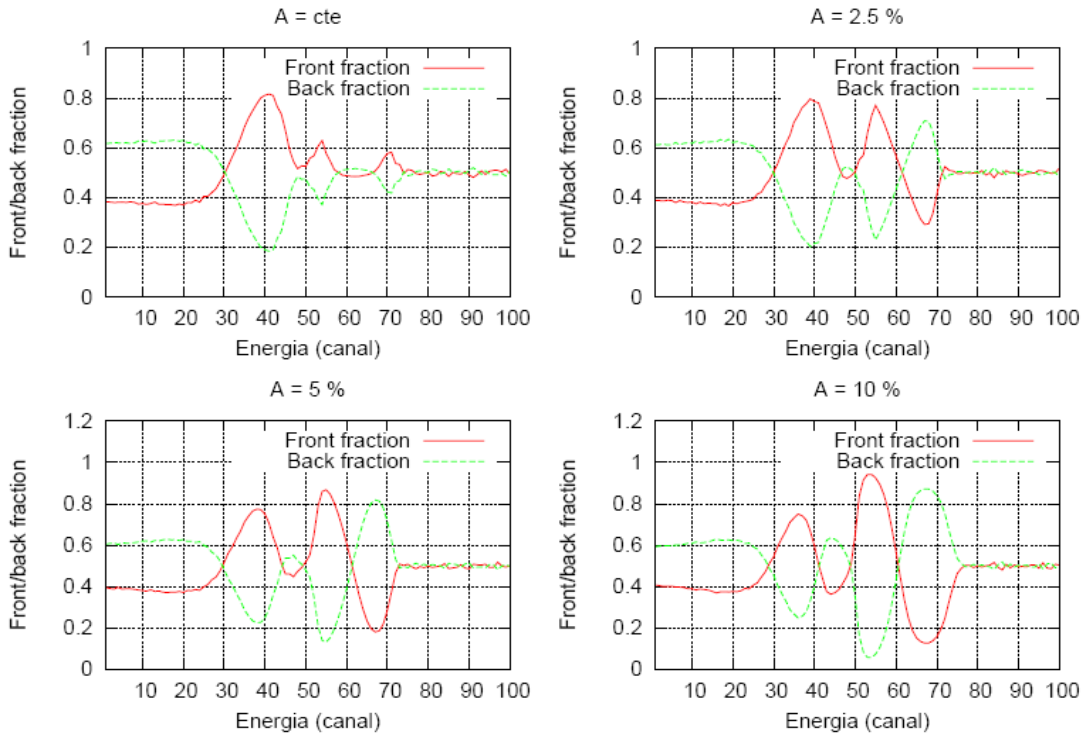 A = cte
Front/back fraction
1
0.8
0.6
0.4
0.2
0
Front fraction
Back fraction
10 20 30 40 50 60 70 80 90 100
Energia (canal)
A = 2.5 %
Front/back fraction
1
0.8
0.6
0.4
0.2
0
Front fraction
Back fraction
10 20 30 40 50 60 70 80 90 100
Energia (canal)
A = 5 %
Front/back fraction
1.2
1
0.8
0.6
0.4
0.2
0
Front fraction
Back fraction
10 20 30 40 50 60 70 80 90 100
Energia (canal)
A = 10 %
Front/back fraction
1.2
1
0.8
0.6
0.4
0.2
0
Front fraction
Back fraction
10 20 30 40 50 60 70 80 90 100
Energia (canal)